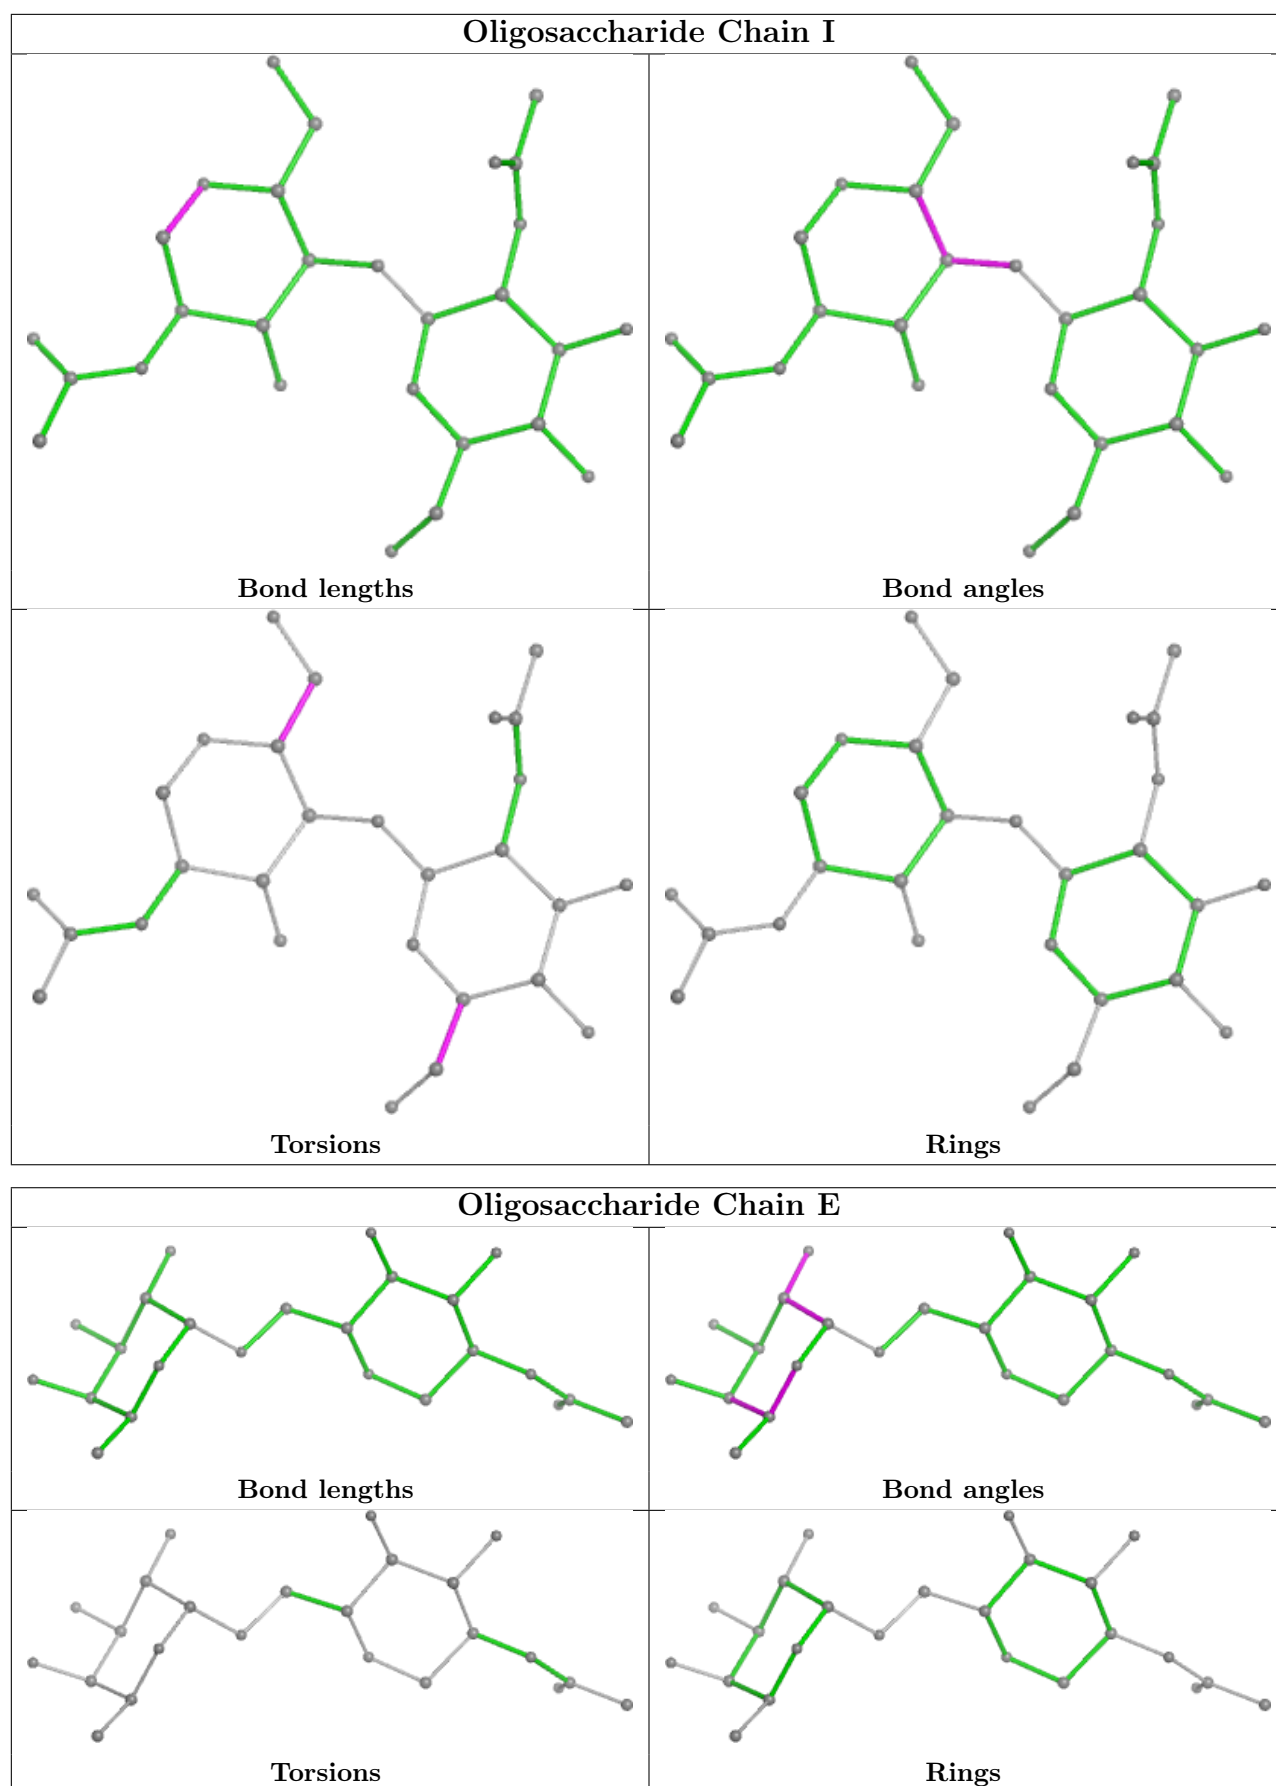 Oligosaccharide Chain I
Bond lengths
Bond angles
Torsions
Rings
Oligosaccharide Chain E
Bond lengths
Bond angles
Torsions
Rings